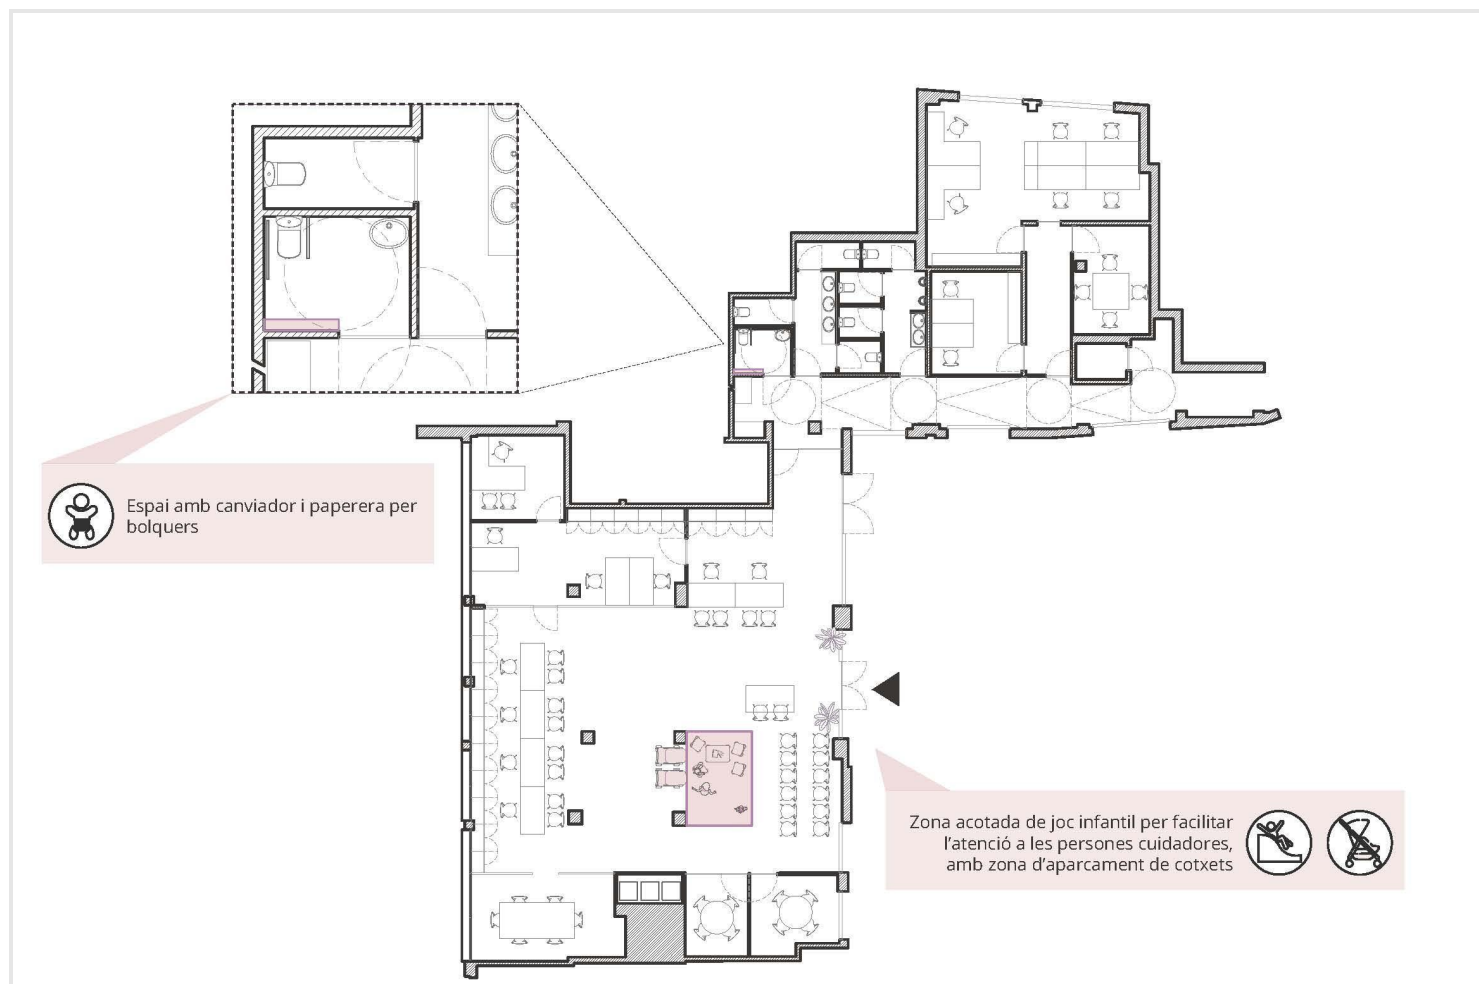 Espai amb canviador i paperera per
bolquers
Zona acotada de joc infantil per facilitar
l'atenció a les persones cuidadores,
amb zona d'aparcament de cotxets